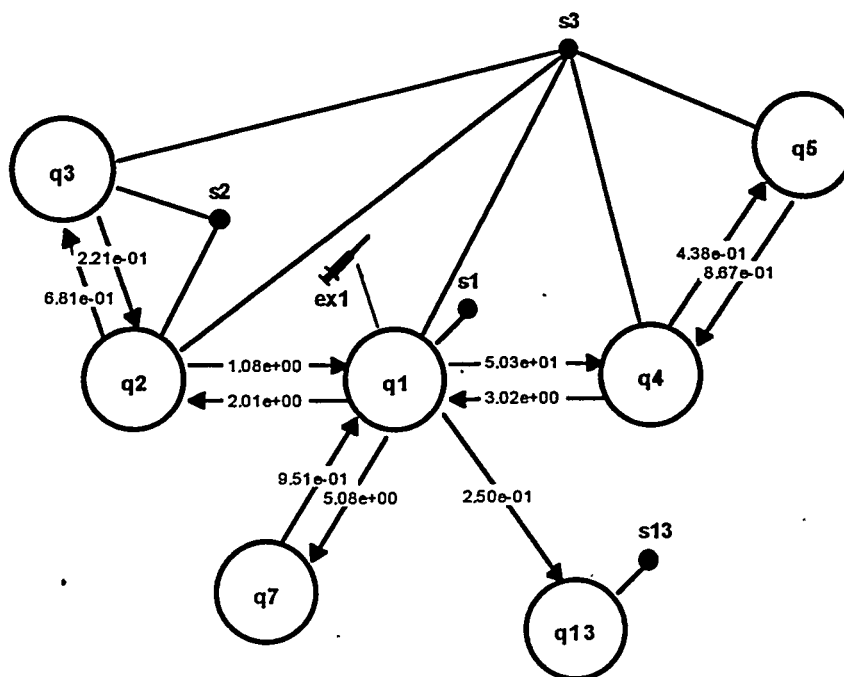 s3
q3
q5
s2
2.21e-01
4.38e-01
8.67e-01
6.81e-01
ex1
s1
q2
1.08e+00
2.01e+00
q1
5.03e+01
3.02e+00
q4
9.51e-01
5.08e+00
2.50e-01
s13
q7
q13